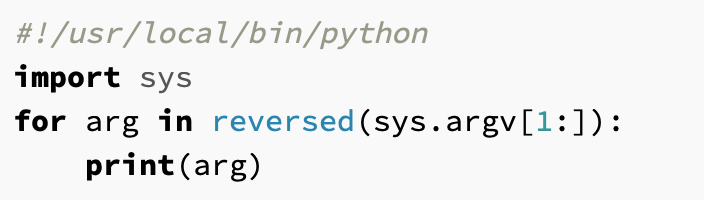 #!/usr/local/bin/python
import sys
for arg in reversed(sys.argv[1:]):
    print(arg)